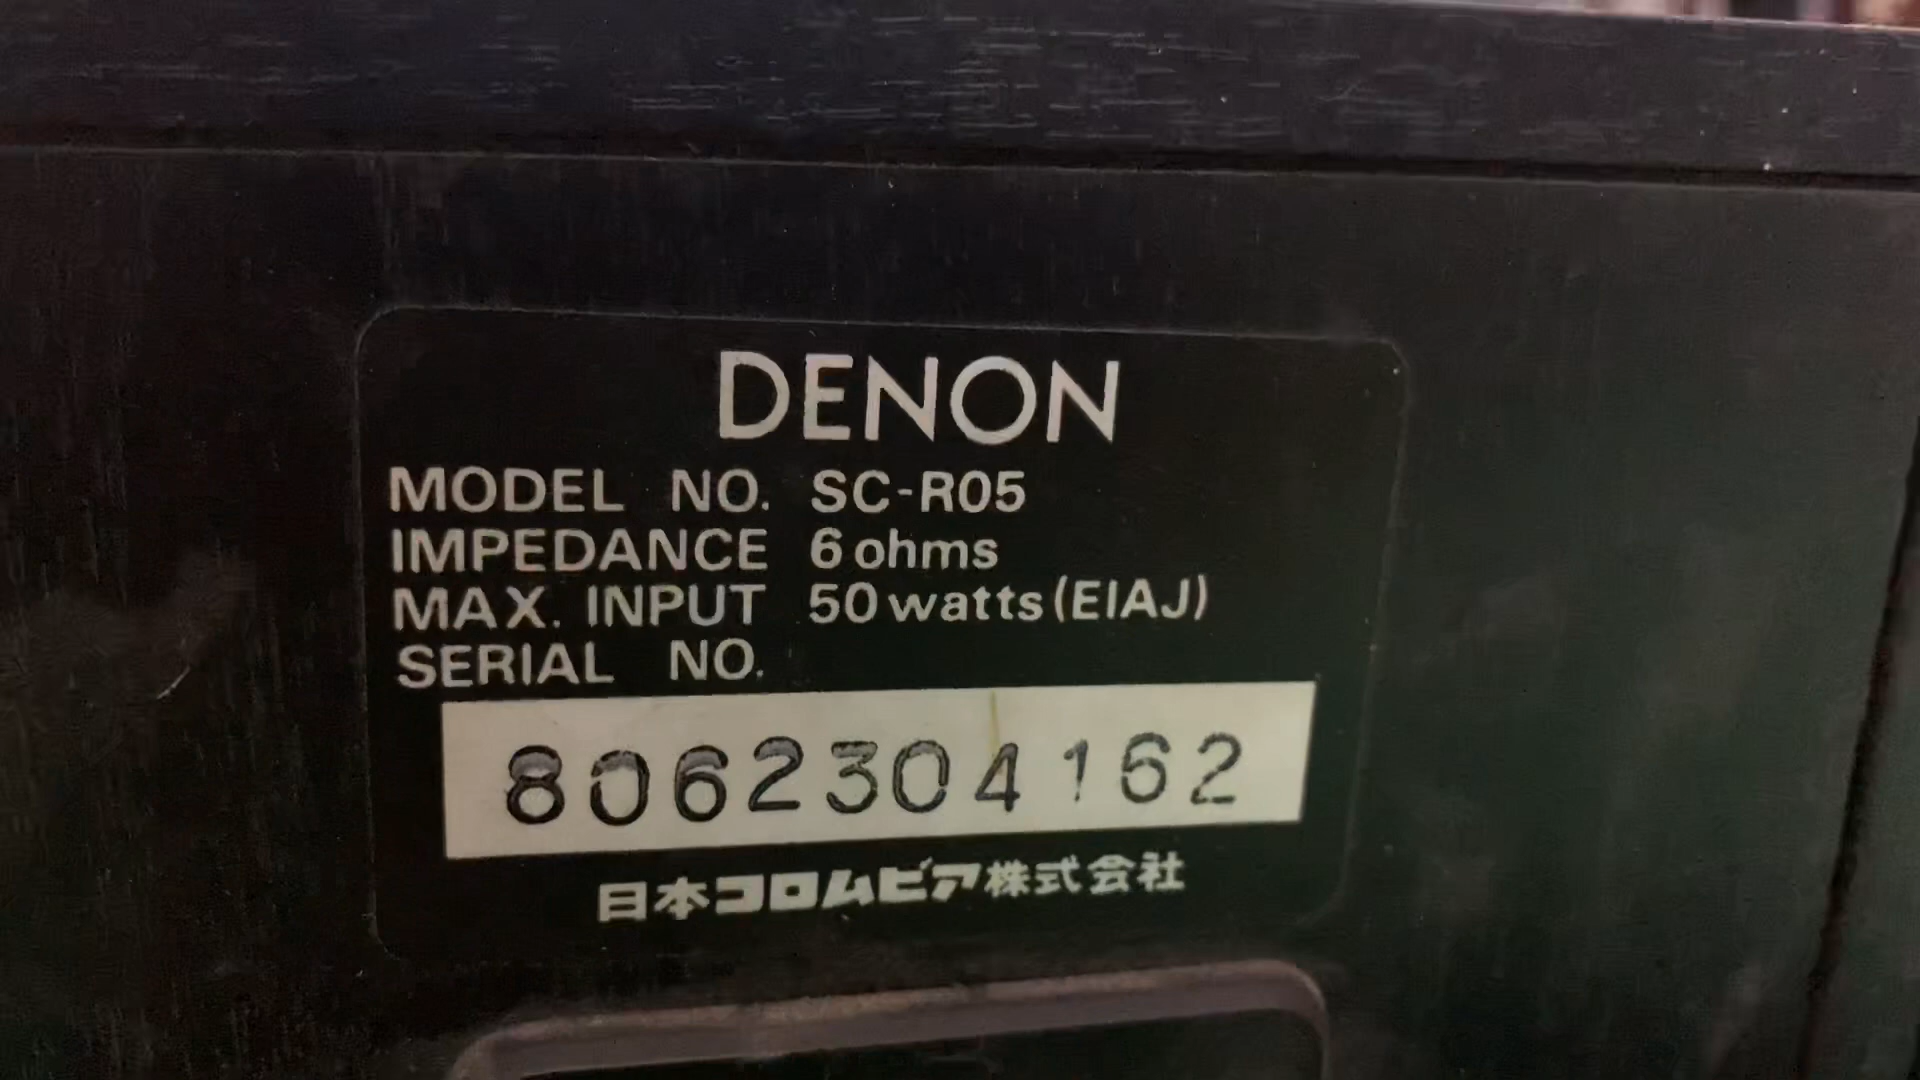 DENON
MODEL NO. SC-R05
IMPEDANCE 6 ohms
MAX. INPUT 50 watts (EIAJ)
SERIAL NO.
8062304162
日本コロムビア株式会社